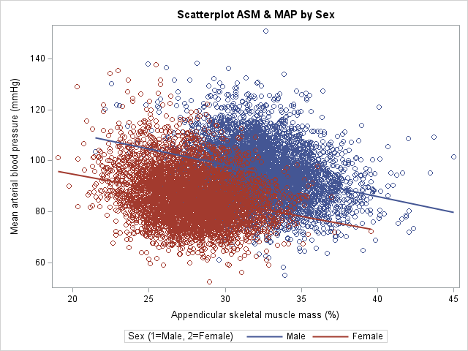 Scatterplot ASM & MAP by Sex
Mean arterial blood pressure (mmHg)
140
120
100
80
60
20 25 30 35 40 45
Appendicular skeletal muscle mass (%)
Sex (1=Male, 2=Female) Male Female